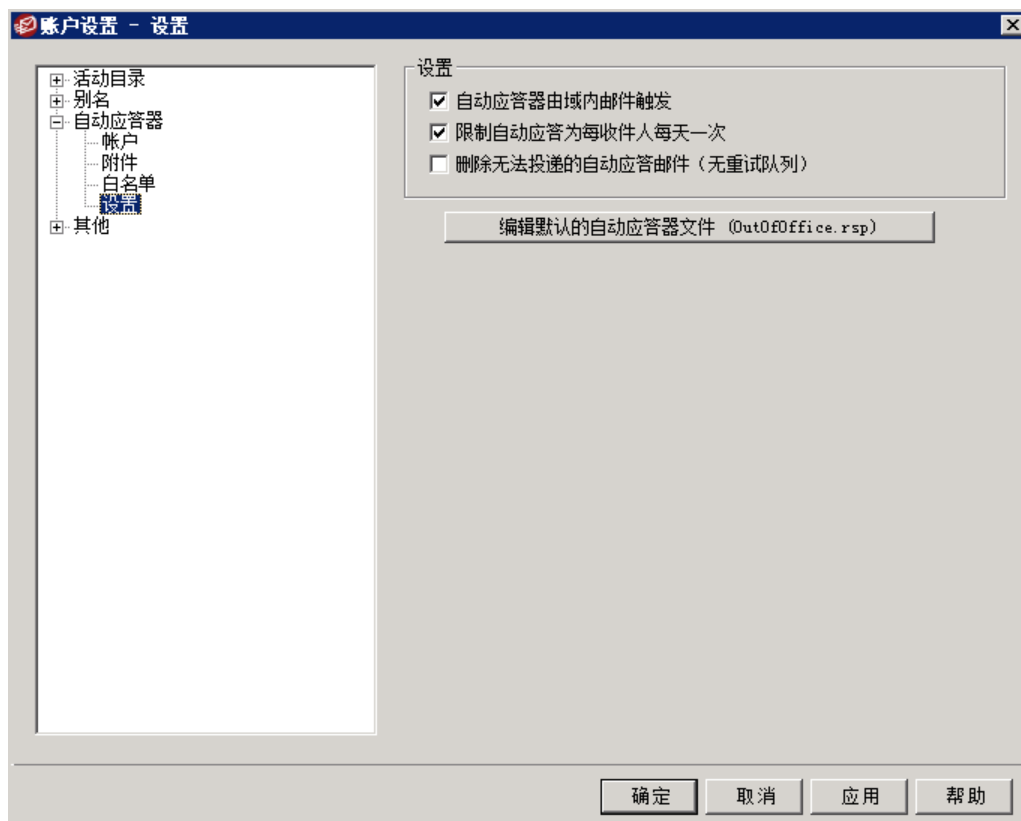 账户设置 - 设置
活动目录
别名
自动应答器
帐户
附件
白名单
设置
其他
设置
自动应答器由域内邮件触发
限制自动应答为每收件人每天一次
删除无法投递的自动应答邮件（无重试队列）
编辑默认的自动应答器文件 (OutOfOffice.rsp)
确定
取消
应用
帮助